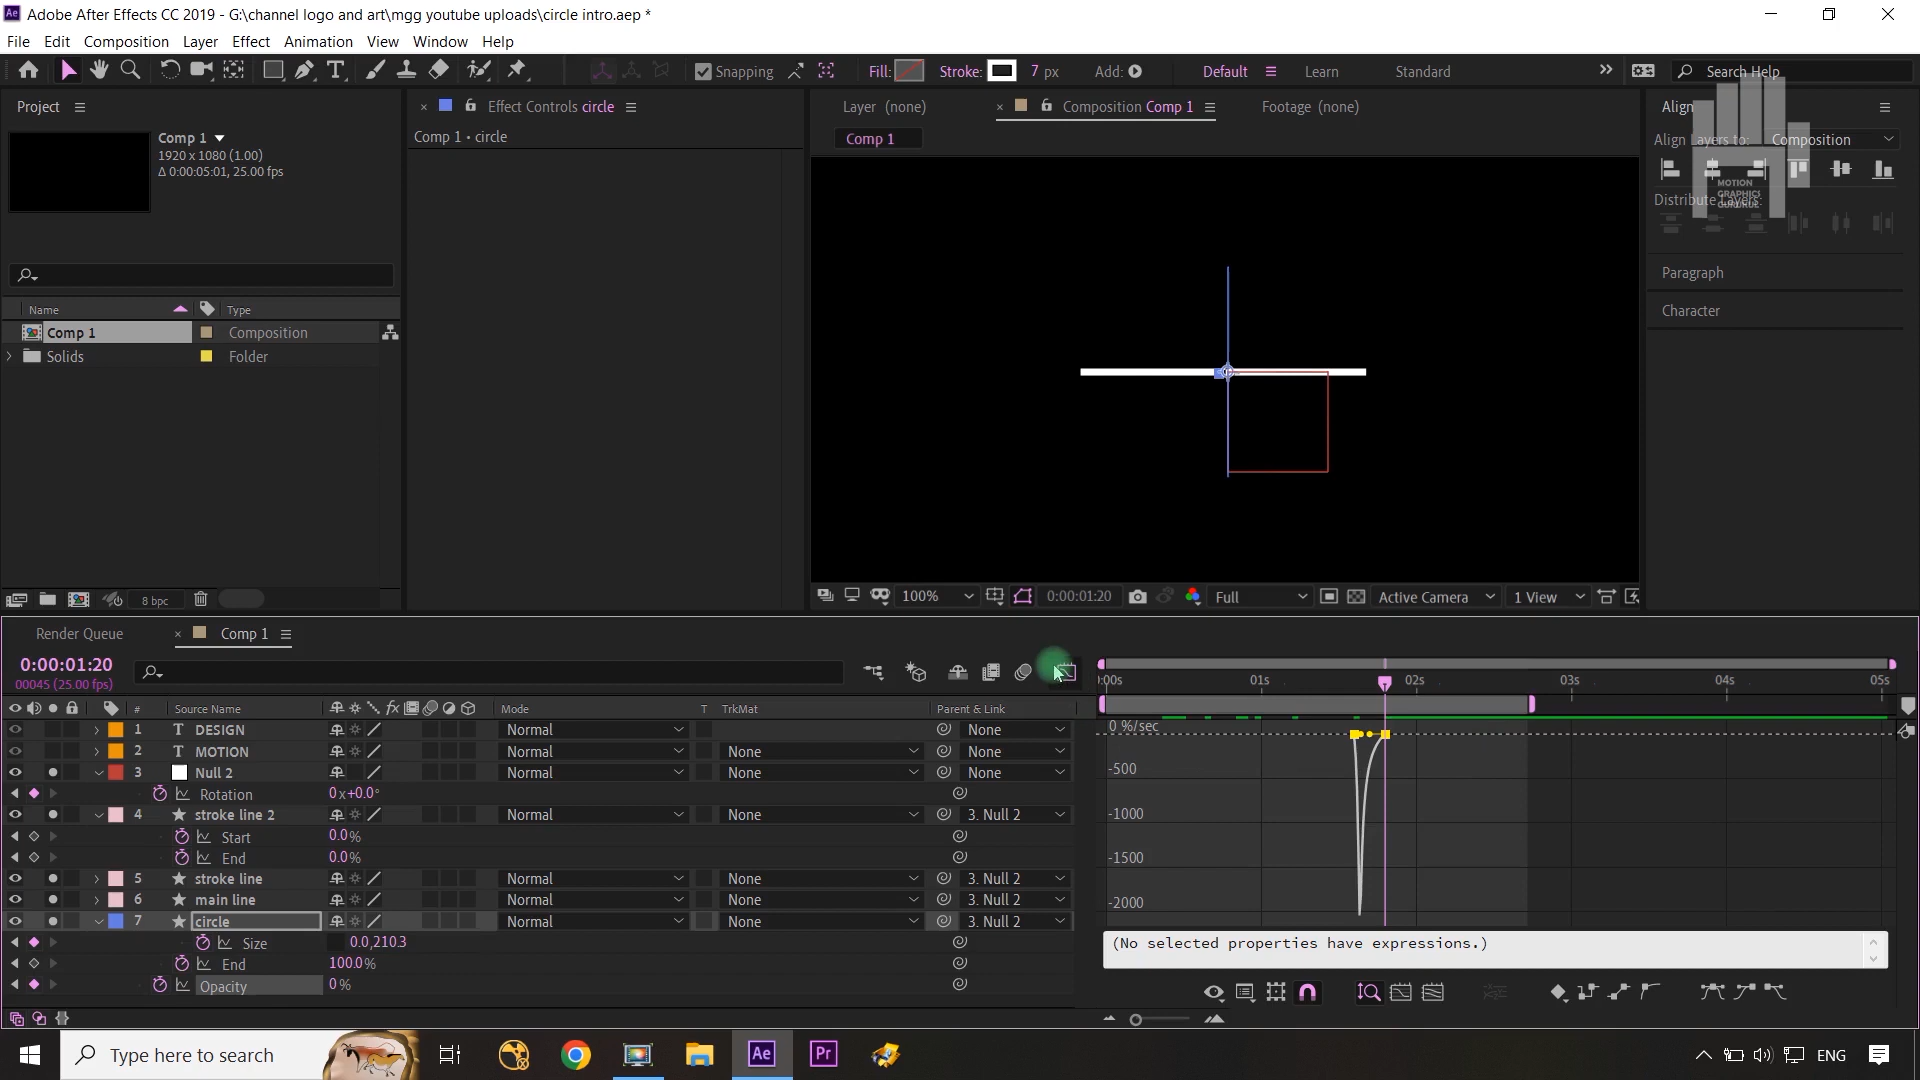 Adobe After Effects CC 2019 - G:\channel logo and art\mgg youtube uploads\circle intro.aep *
File Edit Composition Layer Effect Animation View Window Help
Snapping Fill: Stroke: 7 px Add: Default Learn Standard Search Help
Project Effect Controls circle Layer (none) Composition Comp 1 Footage (none) Align
Comp 1 • circle
Comp 1
1920 x 1080 (1.00)
Δ 0:00:05:01, 25.00 fps
Comp 1
Align Layers to: Composition
MOTION
GRAPHICS
Distribute Layers:
Paragraph
Character
Name Type
Comp 1 Composition
Solids Folder
8 bpc
100% 0:00:01:20 Full Active Camera 1 View
Render Queue Comp 1
0:00:01:20
00045 (25.00 fps)
:00s 01s 02s 03s 04s 05s
# Source Name fx Mode T TrkMat Parent & Link
1 T DESIGN Normal None
2 T MOTION Normal None None
3 Null 2 Normal None None
Rotation 0x+0.0°
4 stroke line 2 Normal None 3. Null 2
Start 0.0%
End 0.0%
5 stroke line Normal None 3. Null 2
6 main line Normal None 3. Null 2
7 circle Normal None 3. Null 2
Size 0.0,210.3
End 100.0%
Opacity 0%
0 %/sec
-500
-1000
-1500
-2000
(No selected properties have expressions.)
Type here to search Ae Pr ENG